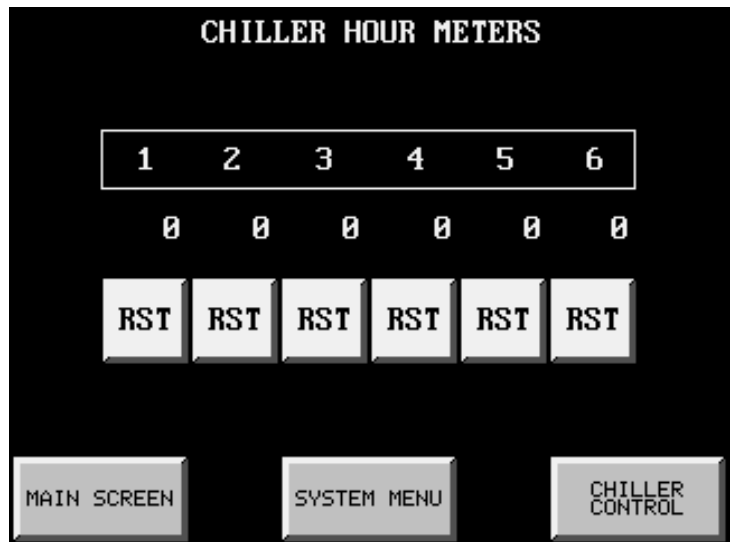 CHILLER HOUR METERS
1 2 3 4 5 6
0 0 0 0 0 0
RST RST RST RST RST RST
MAIN SCREEN SYSTEM MENU CHILLER
CONTROL